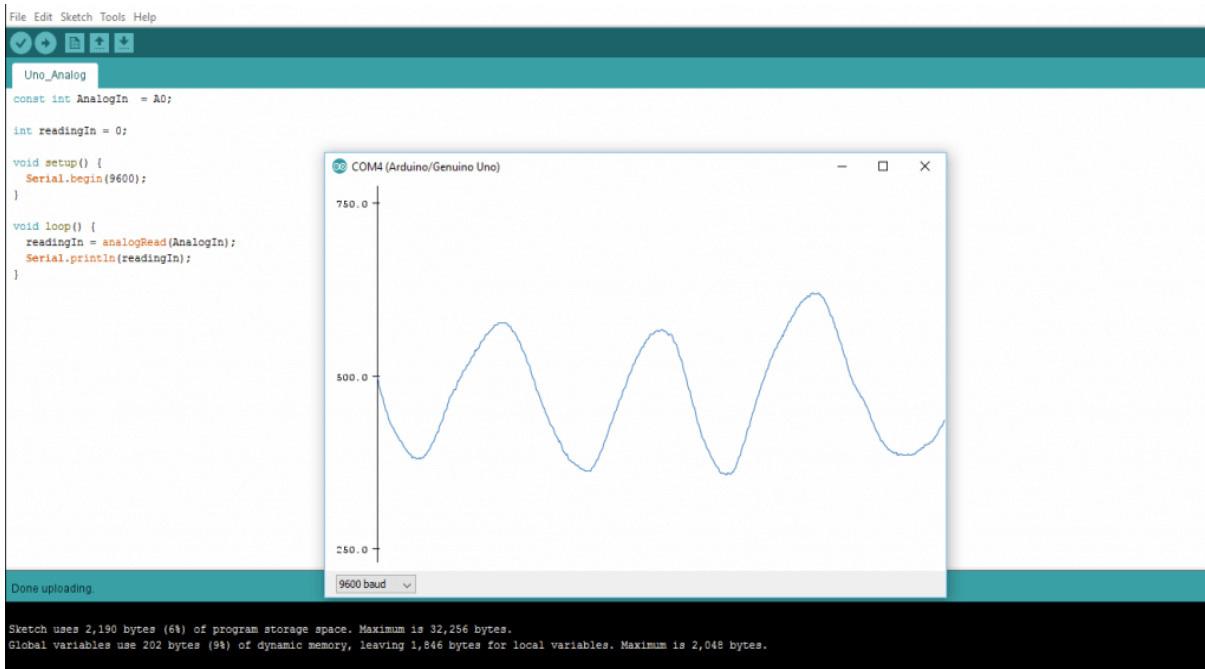 File Edit Sketch Tools Help
Uno_Analog
const int AnalogIn  = A0;
int readingIn = 0;
void setup() {
  Serial.begin(9600);
}
void loop() {
  readingIn = analogRead(AnalogIn);
  Serial.println(readingIn);
}
COM4 (Arduino/Genuino Uno)
750.0
500.0
250.0
9600 baud
Done uploading.
Sketch uses 2,190 bytes (6%) of program storage space. Maximum is 32,256 bytes.
Global variables use 202 bytes (9%) of dynamic memory, leaving 1,846 bytes for local variables. Maximum is 2,048 bytes.